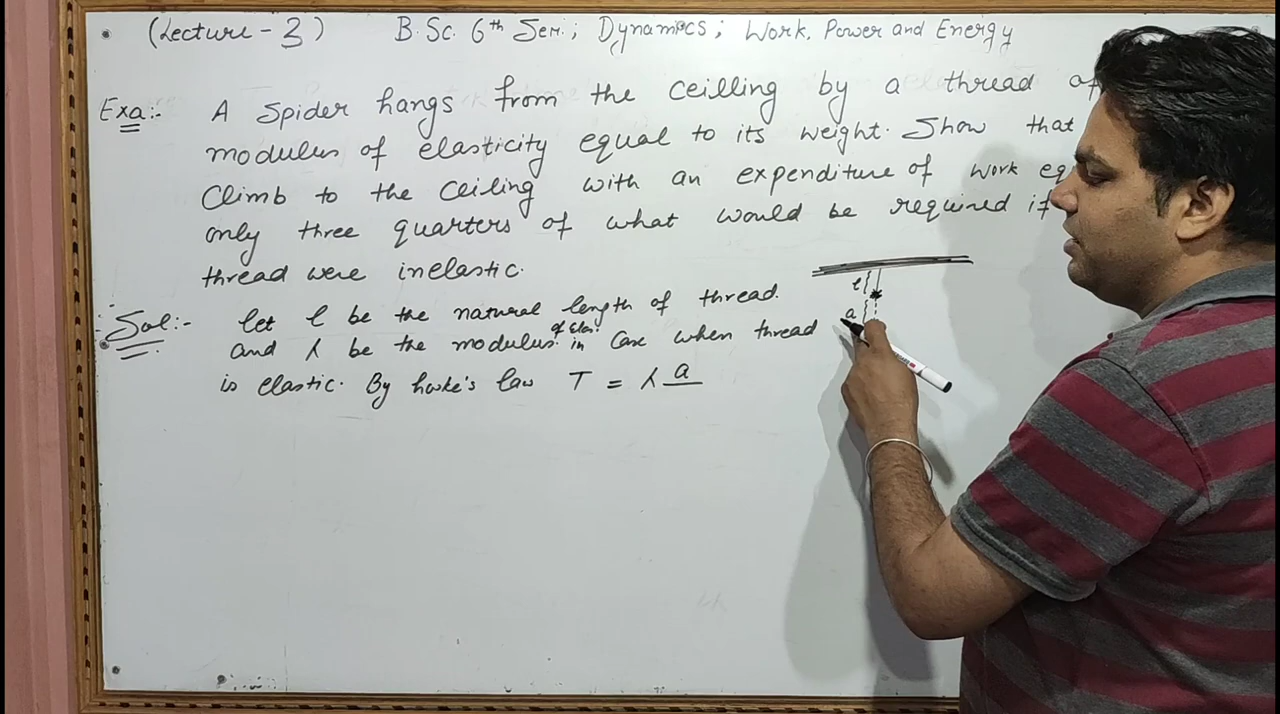 (Lecture - 3) B.Sc. 6th Sem.; Dynamics; Work, Power and Energy
Exa:- A Spider hangs from the ceilling by a thread of
modulus of elasticity equal to its weight. Show that
Climb to the ceiling with an expenditure of work eq
only three quarters of what would be required if
thread were inelastic.
Sol:- let l be the natural length of thread.
and λ be the modulus of elas. in Case when thread
is elastic. By hooke's law T = λ a
l
a